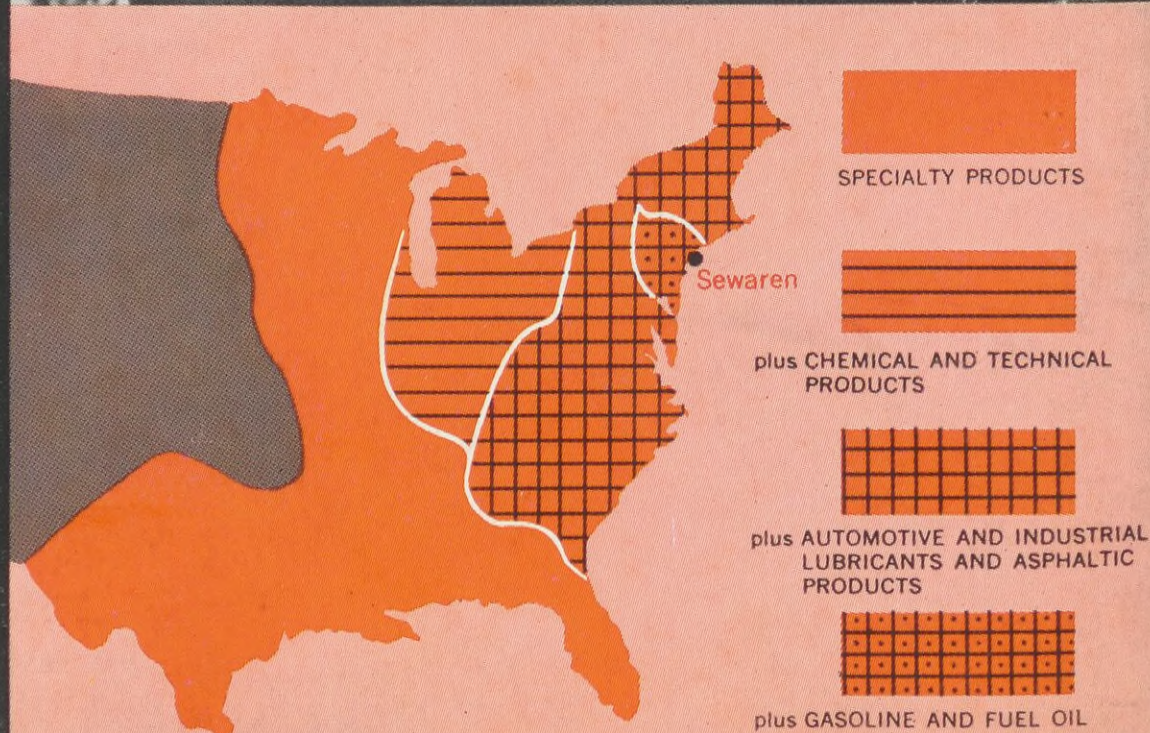 SPECIALTY PRODUCTS
Sewaren
plus CHEMICAL AND TECHNICAL
PRODUCTS
plus AUTOMOTIVE AND INDUSTRIAL
LUBRICANTS AND ASPHALTIC
PRODUCTS
plus GASOLINE AND FUEL OIL